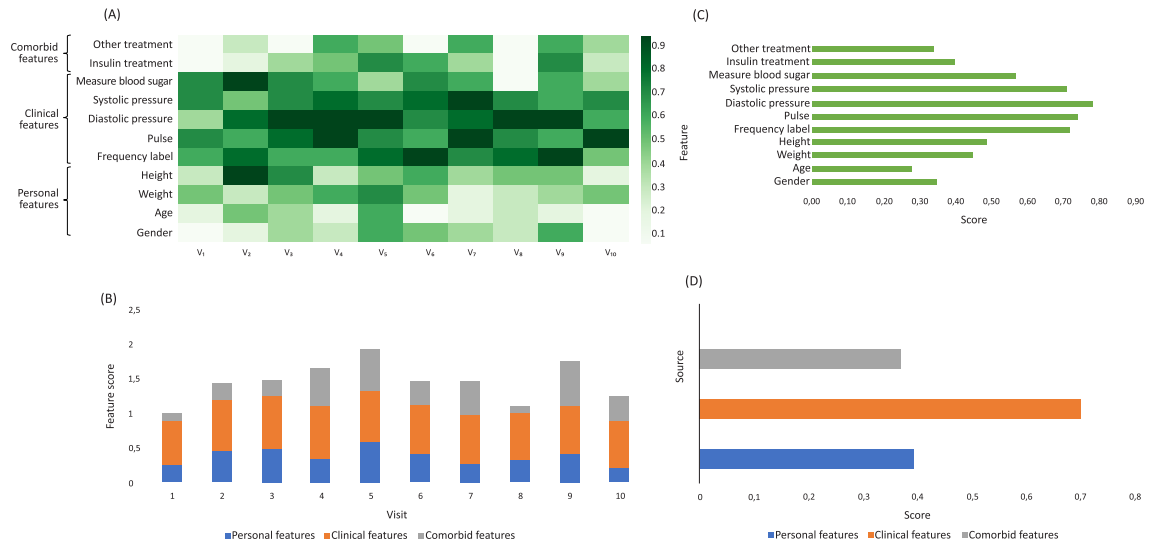 (A)
Comorbid
features
Clinical
features
Personal
features
Other treatment
Insulin treatment
Measure blood sugar
Systolic pressure
Diastolic pressure
Pulse
Frequency label
Height
Weight
Age
Gender
V₁ V₂ V₃ V₄ V₅ V₆ V₇ V₈ V₉ V₁₀
0.9
0.8
0.7
0.6
0.5
0.4
0.3
0.2
0.1
(C)
Feature
Other treatment
Insulin treatment
Measure blood sugar
Systolic pressure
Diastolic pressure
Pulse
Frequency label
Height
Weight
Age
Gender
0,00 0,10 0,20 0,30 0,40 0,50 0,60 0,70 0,80 0,90
Score
(B)
Feature score
2,5
2
1,5
1
0,5
0
1 2 3 4 5 6 7 8 9 10
Visit
Personal features Clinical features Comorbid features
(D)
Source
0 0,1 0,2 0,3 0,4 0,5 0,6 0,7 0,8
Score
Personal features Clinical features Comorbid features